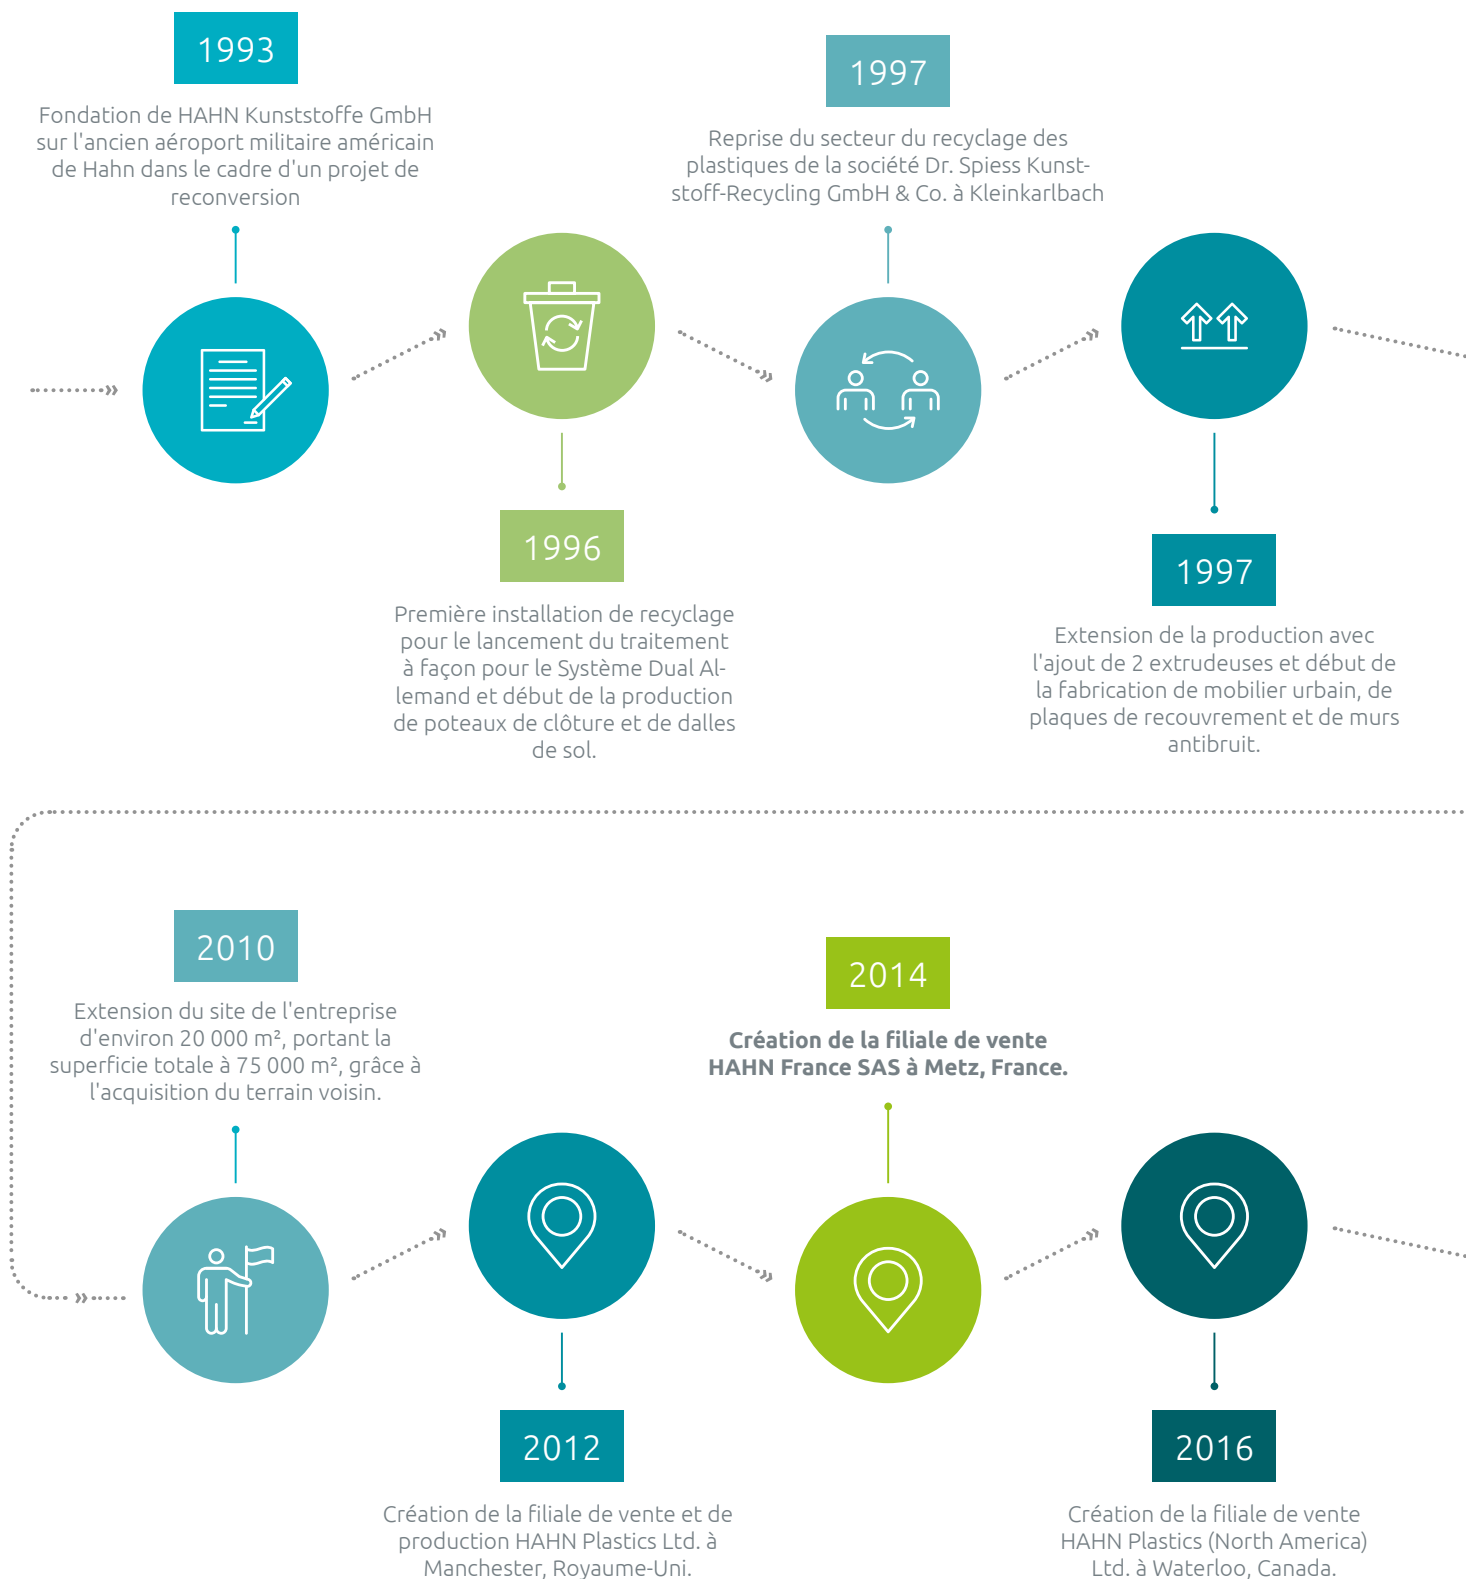 1993
Fondation de HAHN Kunststoffe GmbH
sur l'ancien aéroport militaire américain
de Hahn dans le cadre d'un projet de
reconversion
1996
Première installation de recyclage
pour le lancement du traitement
à façon pour le Système Dual Al-
lemand et début de la production
de poteaux de clôture et de dalles
de sol.
1997
Reprise du secteur du recyclage des
plastiques de la société Dr. Spiess Kunst-
stoff-Recycling GmbH & Co. à Kleinkarlbach
1997
Extension de la production avec
l'ajout de 2 extrudeuses et début de
la fabrication de mobilier urbain, de
plaques de recouvrement et de murs
antibruit.
2010
Extension du site de l'entreprise
d'environ 20 000 m², portant la
superficie totale à 75 000 m², grâce à
l'acquisition du terrain voisin.
2012
Création de la filiale de vente et de
production HAHN Plastics Ltd. à
Manchester, Royaume-Uni.
2014
Création de la filiale de vente
HAHN France SAS à Metz, France.
2016
Création de la filiale de vente
HAHN Plastics (North America)
Ltd. à Waterloo, Canada.